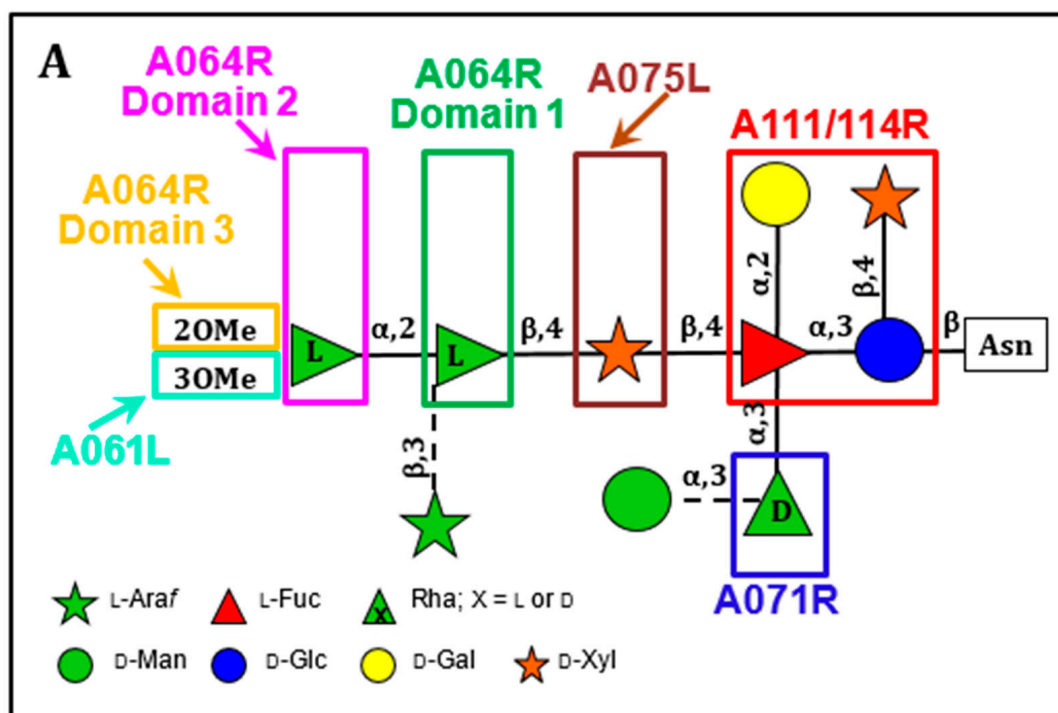 A
A064R
Domain 2
A064R
Domain 1
A075L
A111/114R
A064R
Domain 3
α,2
β,4
2OMe
3OMe
L
α,2
L
β,4
β,4
α,3
β
Asn
A061L
β,3
α,3
α,3
D
A071R
L-Araf
L-Fuc
X
Rha; X = L or D
D-Man
D-Glc
D-Gal
D-Xyl